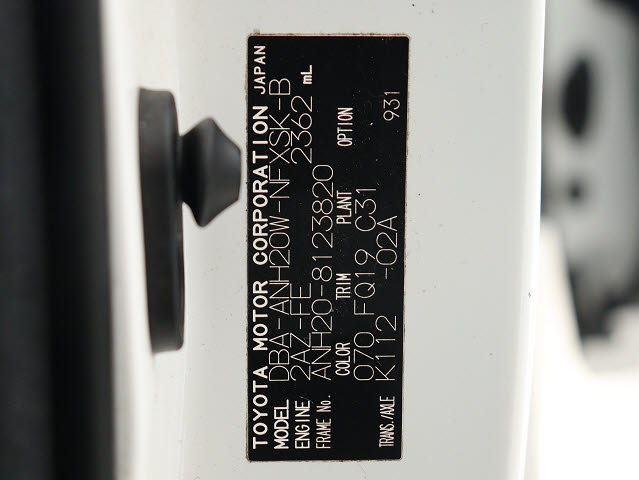 TOYOTA MOTOR CORPORATION JAPAN
MODEL DBA-ANH20W-NFXSK-B
ENGINE 2AZ-FE 2362 mL
FRAME No. ANH20-8123820
COLOR TRIM PLANT OPTION
070 FQ19 C31
TRANS./AXLE K112 -02A 931